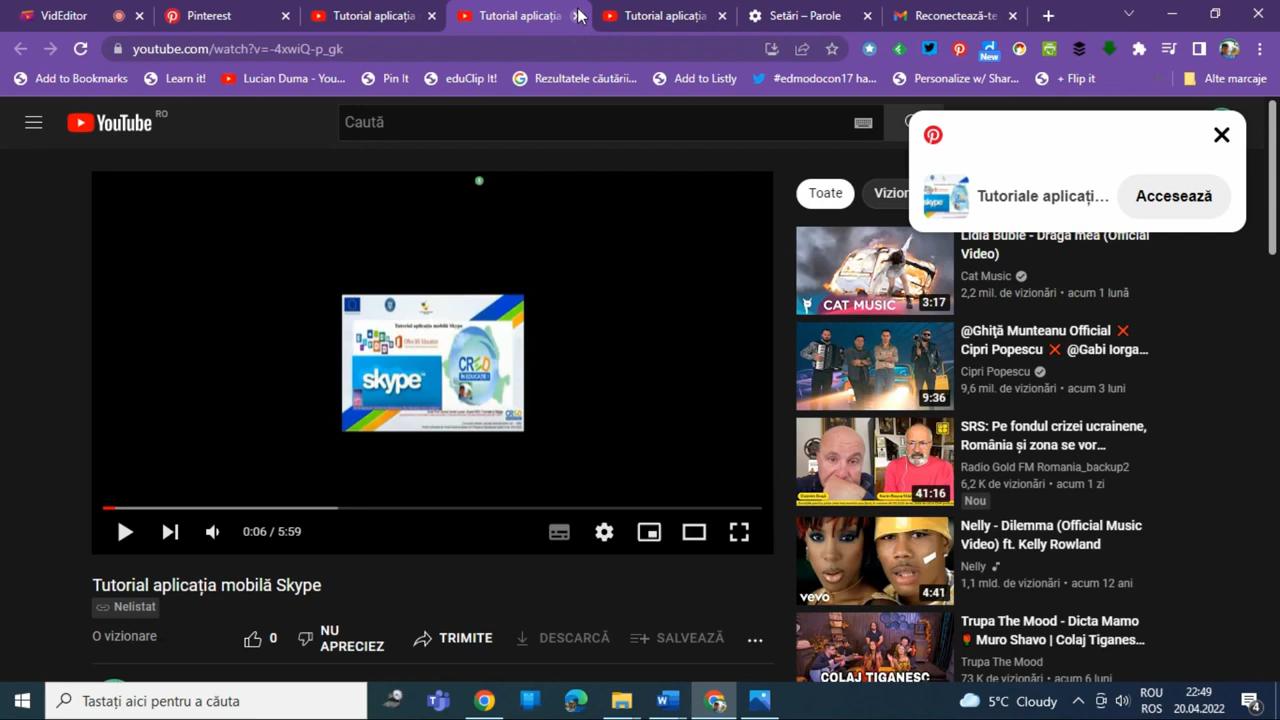 VidEditor
Pinterest
Tutorial aplicația
Tutorial aplicația
Tutorial aplicația
Setări – Parole
Reconectează-te
youtube.com/watch?v=-4xwiQ-p_gk
New
Add to Bookmarks
Learn it!
Lucian Duma - You...
Pin It
eduClip It!
Rezultatele căutării...
Add to Listly
#edmodocon17 ha...
Personalize w/ Shar...
+ Flip it
Alte marcaje
YouTube RO
Caută
Tutoriale aplicați...
Accesează
Toate
Vizion
Lidia Buble - Draga mea (Official
Video)
Cat Music
2,2 mil. de vizionări • acum 1 lună
CAT MUSIC
3:17
@Ghiță Munteanu Official ❌
Cipri Popescu ❌ @Gabi Iorga...
Cipri Popescu
9,6 mil. de vizionări • acum 3 luni
9:36
SRS: Pe fondul crizei ucrainene,
România și zona se vor...
Radio Gold FM Romania_backup2
6,2 K de vizionări • acum 1 zi
Nou
41:16
Nelly - Dilemma (Official Music
Video) ft. Kelly Rowland
Nelly
1,1 mld. de vizionări • acum 12 ani
vevo
4:41
Trupa The Mood - Dicta Mamo
🌹 Muro Shavo | Colaj Tiganes...
Trupa The Mood
73 K de vizionări • acum 6 luni
COLAJ TIGANESC
Tutorial aplicația mobilă Skype
skype
CRED
ÎN EDUCAȚIE
0:06 / 5:59
Tutorial aplicația mobilă Skype
Nelistat
0 vizionare
0
NU
APRECIEZ
TRIMITE
DESCARCĂ
SALVEAZĂ
Tastați aici pentru a căuta
5°C Cloudy
ROU
ROS
22:49
20.04.2022
4